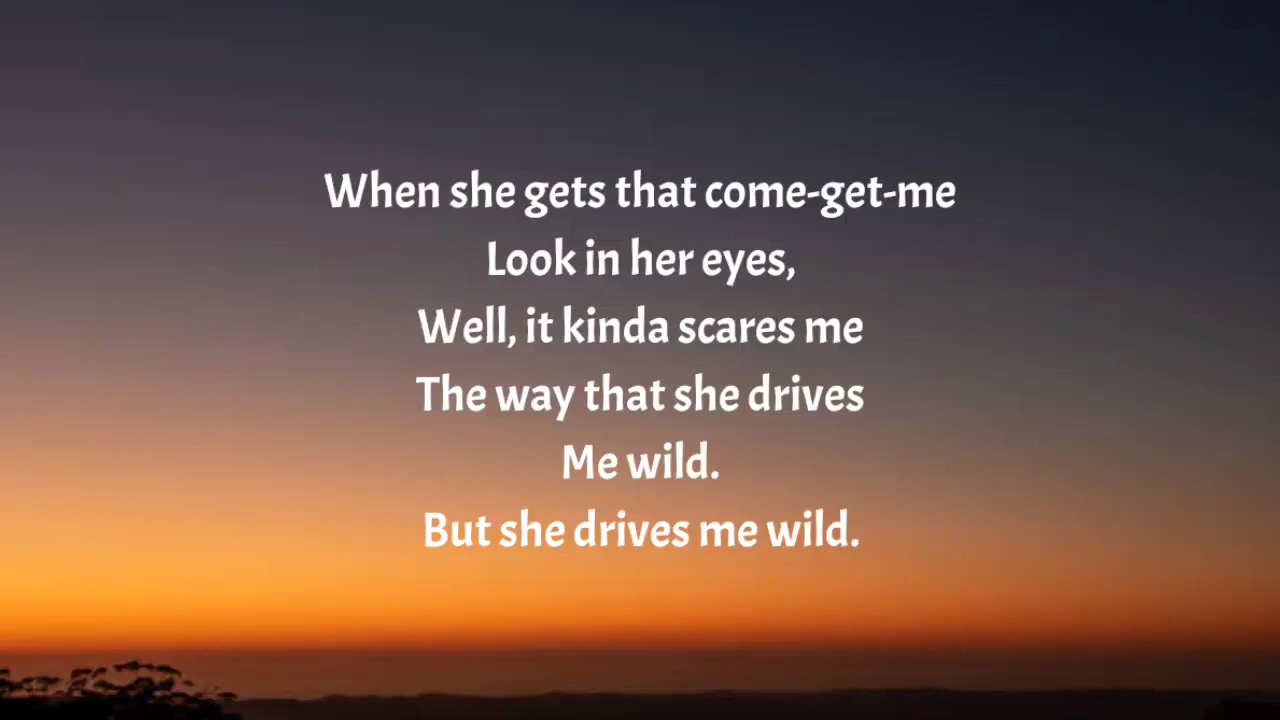 When she gets that come-get-me
Look in her eyes,
Well, it kinda scares me
The way that she drives
Me wild.
But she drives me wild.